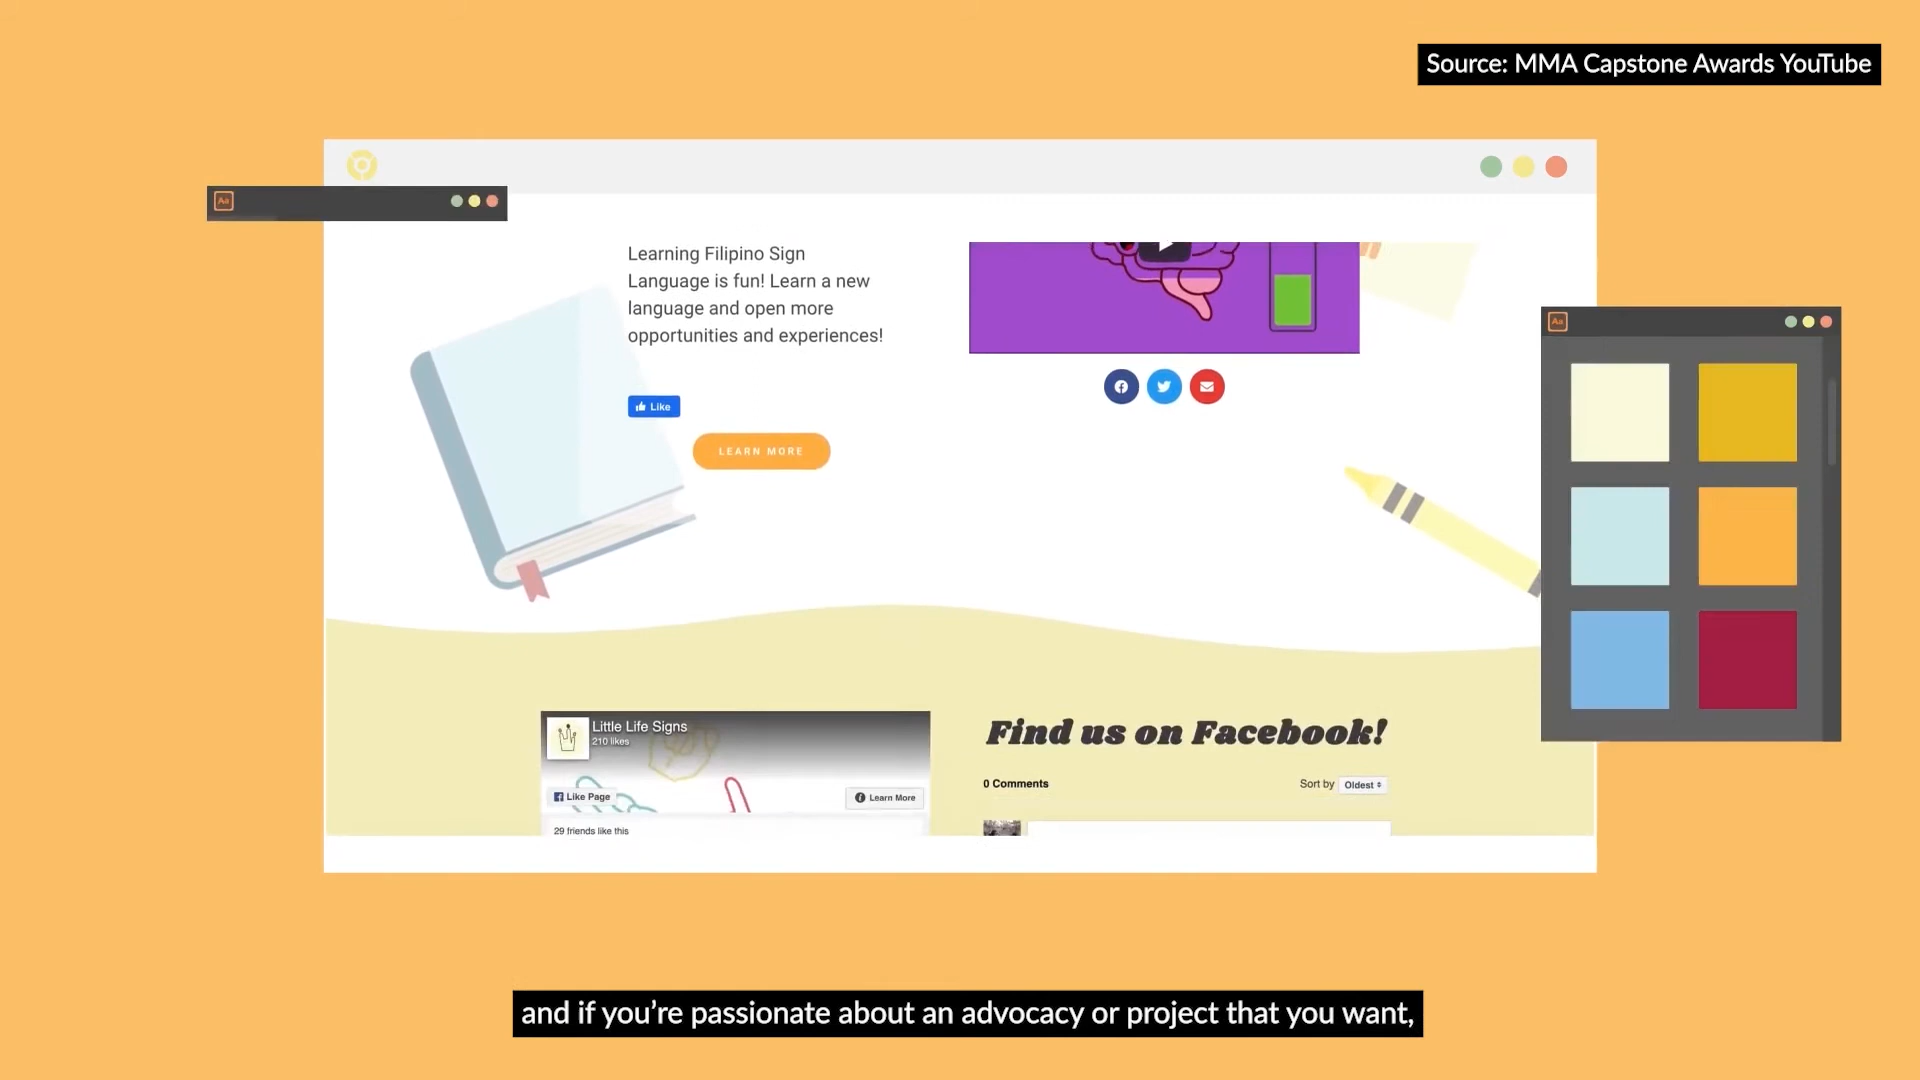 Source: MMA Capstone Awards YouTube
Aa
Learning Filipino Sign
Language is fun! Learn a new
language and open more
opportunities and experiences!
Like
LEARN MORE
Aa
Little Life Signs
210 likes
Like Page
Learn More
29 friends like this
Find us on Facebook!
0 Comments
Sort by Oldest
and if you’re passionate about an advocacy or project that you want,